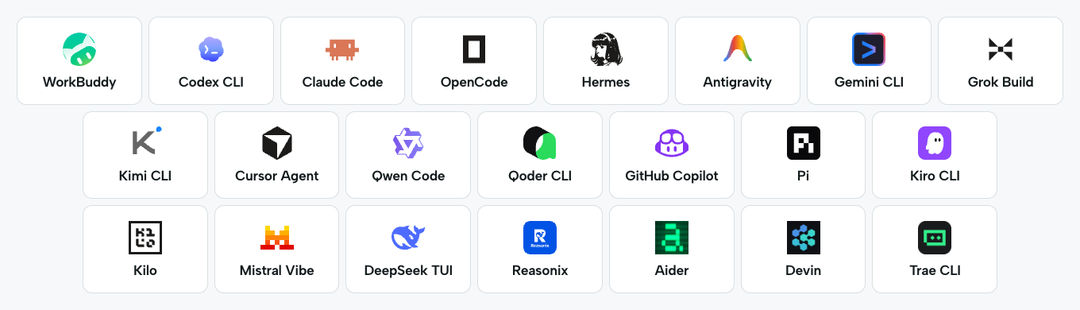 WorkBuddy
Codex CLI
Claude Code
OpenCode
Hermes
Antigravity
Gemini CLI
Grok Build
Kimi CLI
Cursor Agent
Qwen Code
Qoder CLI
GitHub Copilot
Pi
Kiro CLI
Kilo
Mistral Vibe
DeepSeek TUI
Reasonix
Aider
Devin
Trae CLI